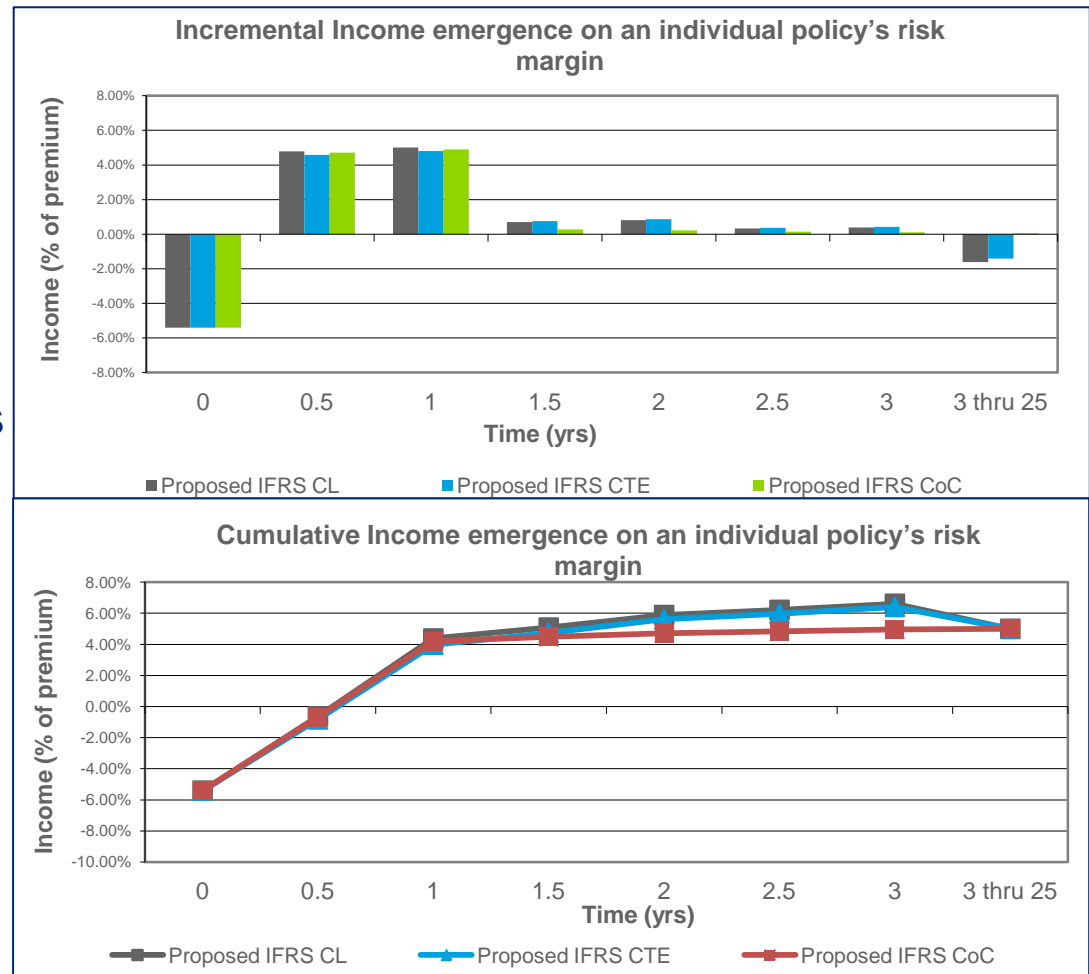 Incremental Income emergence on an individual policy’s risk
margin
Income (% of premium)
8.00%
6.00%
4.00%
2.00%
0.00%
-2.00%
-4.00%
-6.00%
-8.00%
0 0.5 1 1.5 2 2.5 3 3 thru 25
Time (yrs)
Proposed IFRS CL Proposed IFRS CTE Proposed IFRS CoC
s
Cumulative Income emergence on an individual policy’s risk
margin
Income (% of premium)
8.00%
6.00%
4.00%
2.00%
0.00%
-2.00%
-4.00%
-6.00%
-8.00%
-10.00%
0 0.5 1 1.5 2 2.5 3 3 thru 25
Time (yrs)
Proposed IFRS CL Proposed IFRS CTE Proposed IFRS CoC